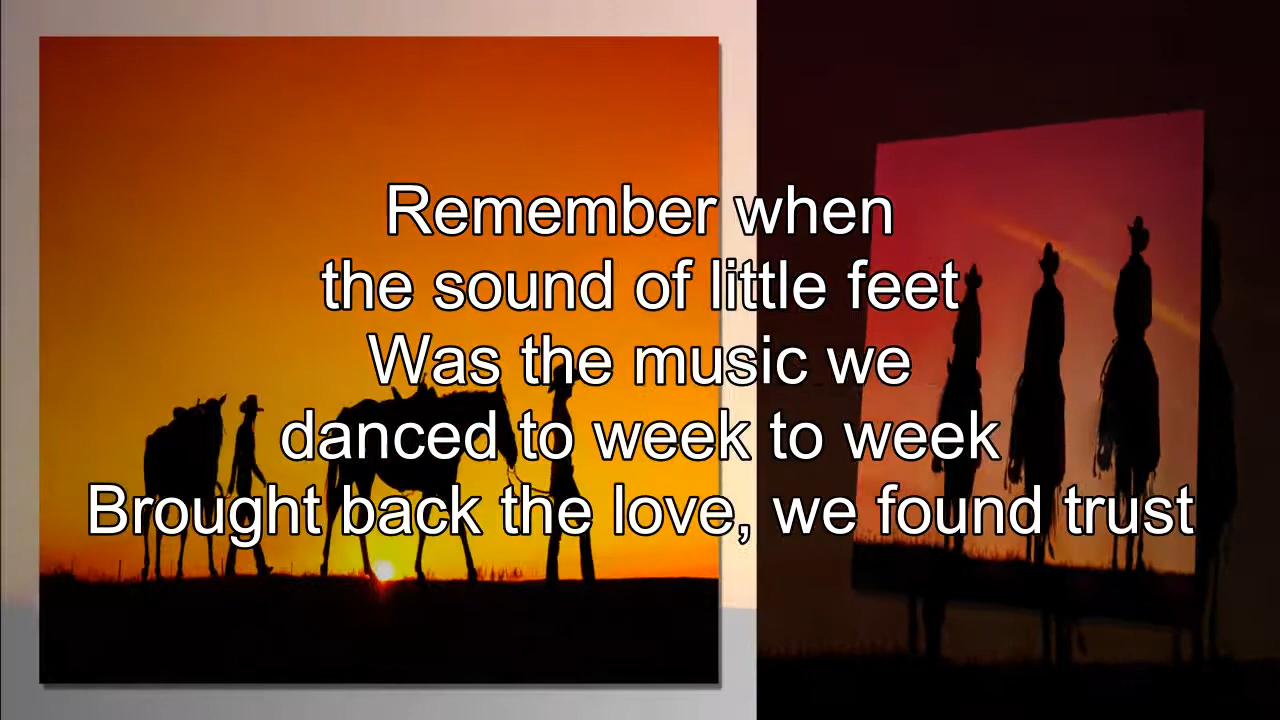 Remember when
the sound of little feet
Was the music we
danced to week to week
Brought back the love, we found trust